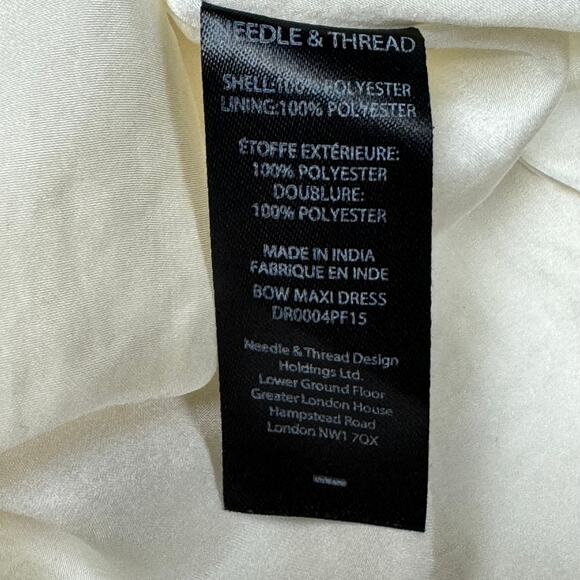 NEEDLE & THREAD
SHELL:100% POLYESTER
LINING:100% POLYESTER
ÉTOFFE EXTÉRIEURE:
100% POLYESTER
DOUBLURE:
100% POLYESTER
MADE IN INDIA
FABRIQUE EN INDE
BOW MAXI DRESS
DR0004PF15
Needle & Thread Design
Holdings Ltd.
Lower Ground Floor
Greater London House
Hampstead Road
London NW1 7QX